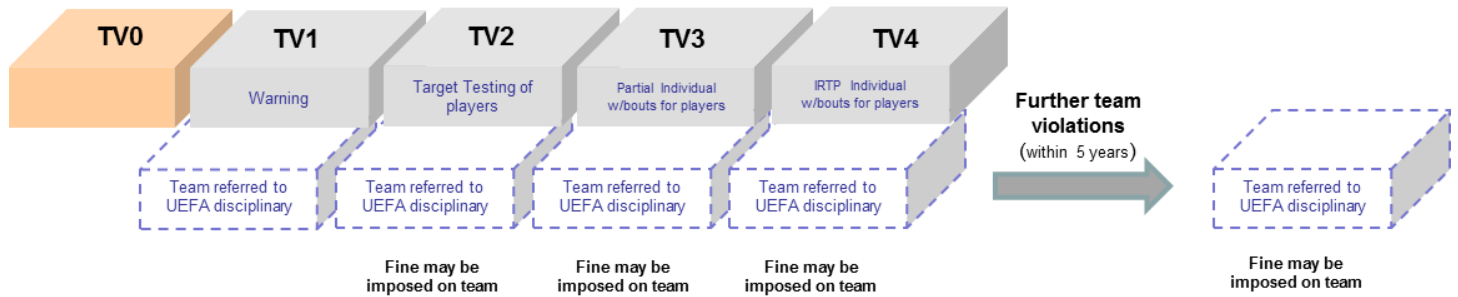 TV0
TV1
TV2
TV3
TV4
Warning
Target Testing of
players
Partial Individual
w/bouts for players
IRTP Individual
w/bouts for players
Further team
violations
(within 5 years)
Team referred to
UEFA disciplinary
Team referred to
UEFA disciplinary
Team referred to
UEFA disciplinary
Team referred to
UEFA disciplinary
Team referred to
UEFA disciplinary
Fine may be
imposed on team
Fine may be
imposed on team
Fine may be
imposed on team
Fine may be
imposed on team